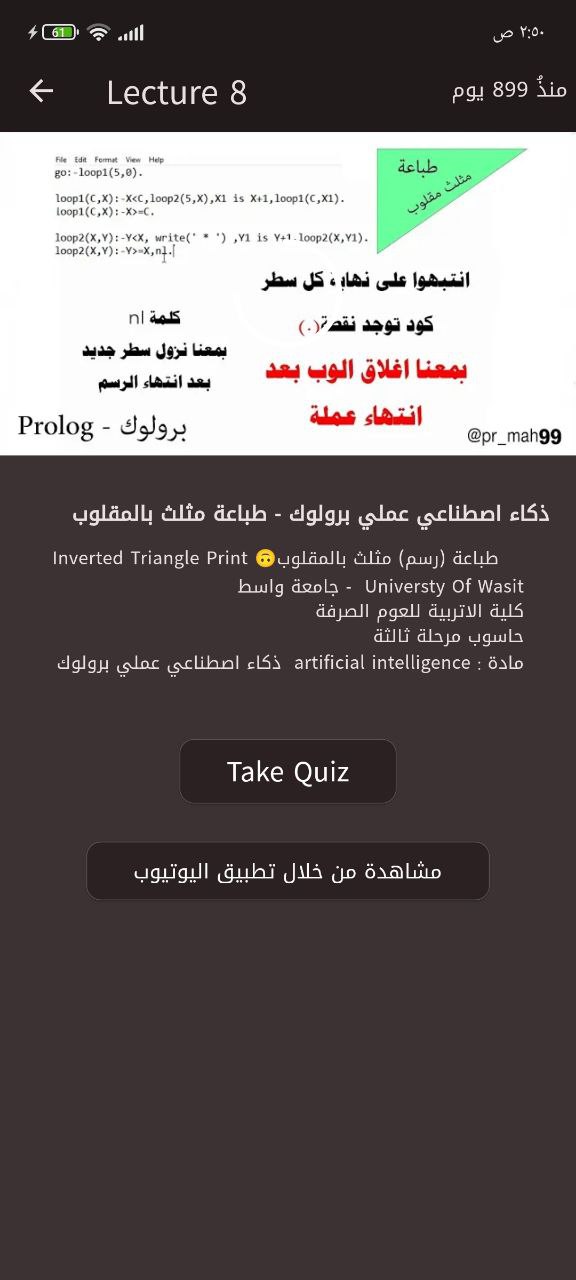 61
٢:٥٠ ص
Lecture 8
منذُ 899 يوم
File Edit Format View Help
go:-loop1(5,0).
loop1(C,X):-X<C,loop2(5,X),X1 is X+1,loop1(C,X1).
loop1(C,X):-X>=C.
loop2(X,Y):-Y<X, write(' * ') ,Y1 is Y+1,loop2(X,Y1).
loop2(X,Y):-Y>=X,nl.
طباعة
مثلث مقلوب
انتبهوا على نهاية كل سطر
كود توجد نقطة(.)
بمعنا اغلاق الوب بعد
انتهاء عملة
كلمة nl
بمعنا نزول سطر جديد
بعد انتهاء الرسم
Prolog - برولوك
@pr_mah99
ذكاء اصطناعي عملي برولوك - طباعة مثلث بالمقلوب
طباعة (رسم) مثلث بالمقلوب🙃 Inverted Triangle Print
Universty Of Wasit - جامعة واسط
كلية الاتربية للعوم الصرفة
حاسوب مرحلة ثالثة
مادة : artificial intelligence ذكاء اصطناعي عملي برولوك
Take Quiz
مشاهدة من خلال تطبيق اليوتيوب